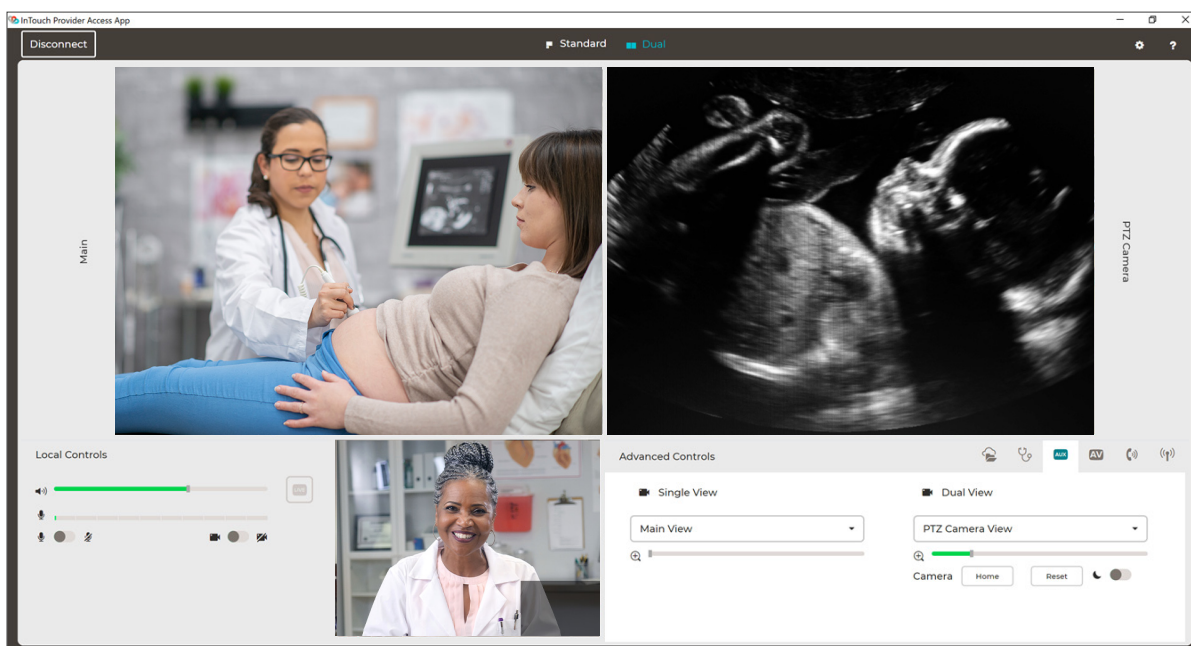 InTouch Provider Access App
Disconnect
Standard
Dual
?
Main
PTZ Camera
Local Controls
Advanced Controls
AUX
AV
Single View
Dual View
Main View
PTZ Camera View
Camera
Home
Reset